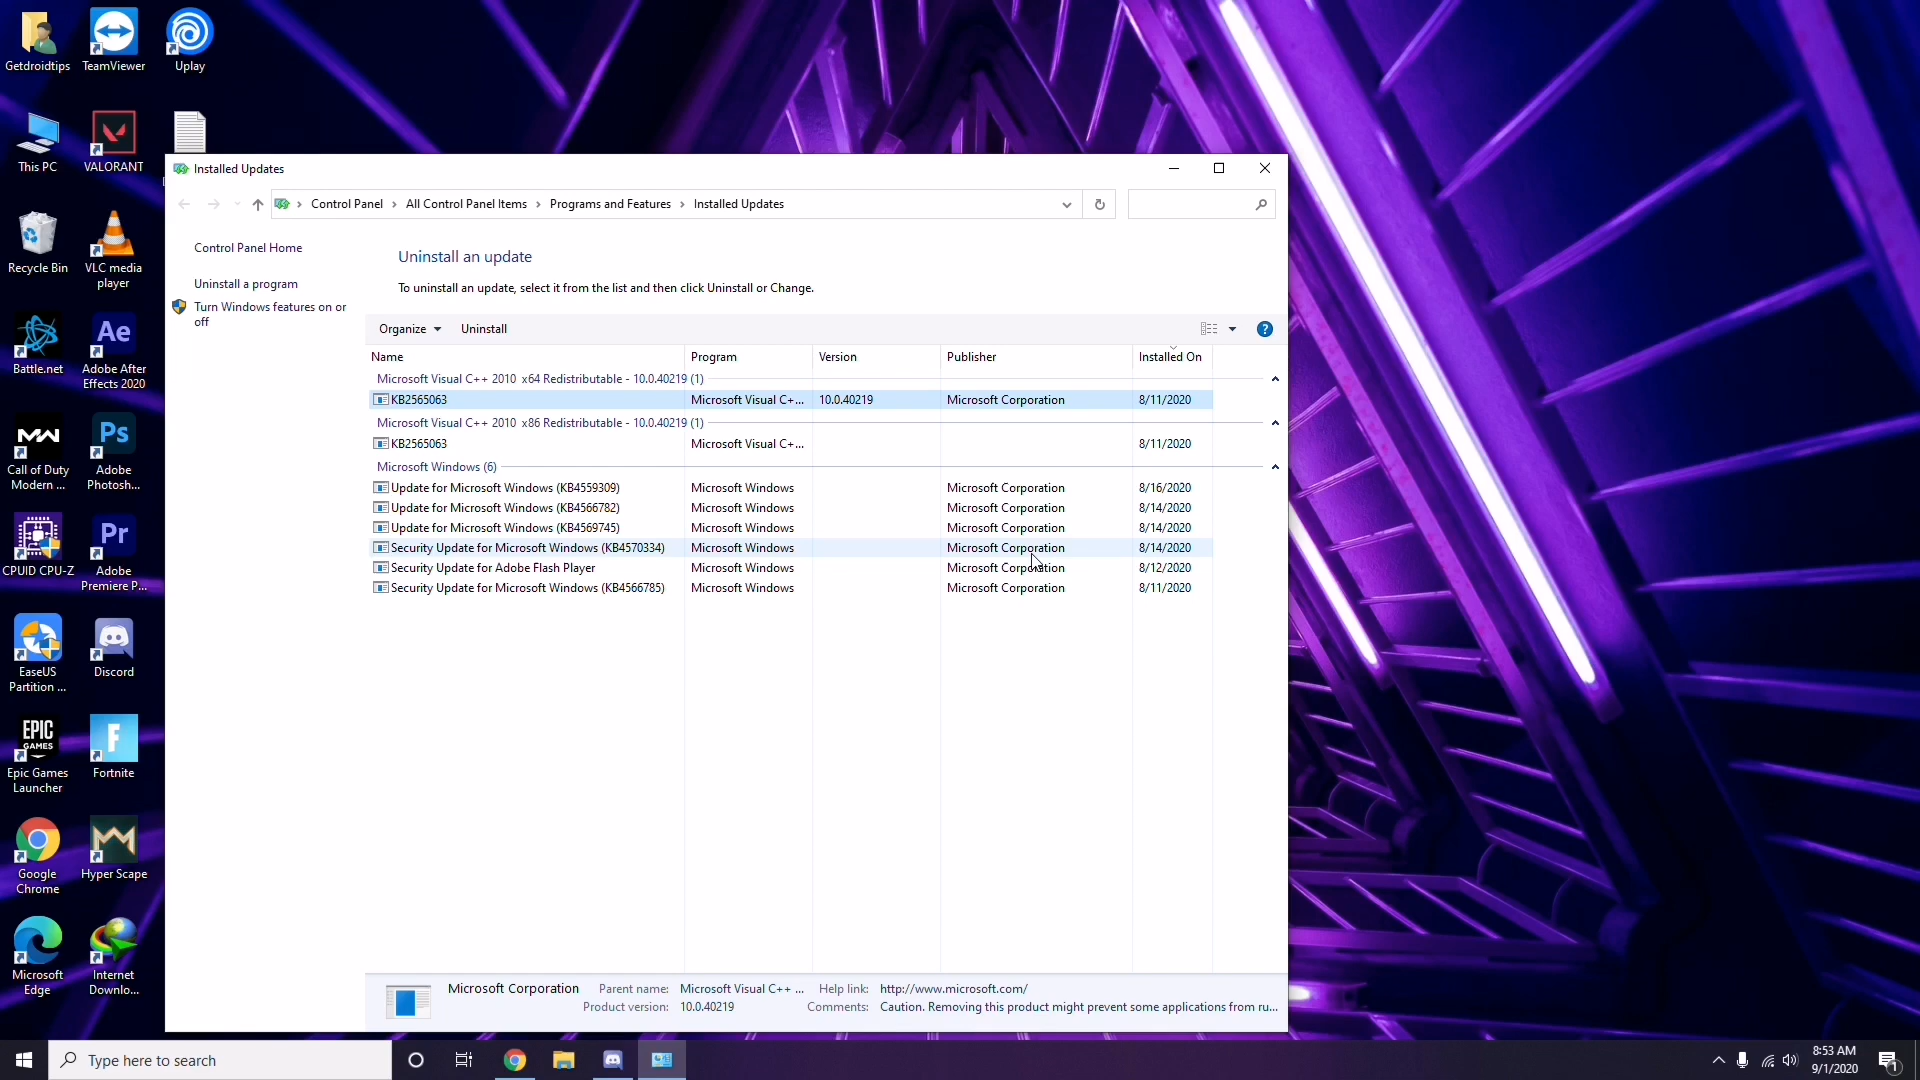 Getdroidtips
TeamViewer
Uplay
This PC
VALORANT
Recycle Bin
VLC media
player
Battle.net
Ae
Adobe After
Effects 2020
MW
Call of Duty
Modern ...
Ps
Adobe
Photosh...
CPUID CPU-Z
Pr
Adobe
Premiere P...
EaseUS
Partition ...
Discord
EPIC
GAMES
Epic Games
Launcher
F
Fortnite
Google
Chrome
Hyper Scape
Microsoft
Edge
Internet
Downlo...
Installed Updates
Control Panel › All Control Panel Items › Programs and Features › Installed Updates
Control Panel Home
Uninstall a program
Turn Windows features on or
off
Uninstall an update
To uninstall an update, select it from the list and then click Uninstall or Change.
Organize Uninstall
?
Name Program Version Publisher Installed On
Microsoft Visual C++ 2010 x64 Redistributable - 10.0.40219 (1)
KB2565063 Microsoft Visual C+... 10.0.40219 Microsoft Corporation 8/11/2020
Microsoft Visual C++ 2010 x86 Redistributable - 10.0.40219 (1)
KB2565063 Microsoft Visual C+... 8/11/2020
Microsoft Windows (6)
Update for Microsoft Windows (KB4559309) Microsoft Windows Microsoft Corporation 8/16/2020
Update for Microsoft Windows (KB4566782) Microsoft Windows Microsoft Corporation 8/14/2020
Update for Microsoft Windows (KB4569745) Microsoft Windows Microsoft Corporation 8/14/2020
Security Update for Microsoft Windows (KB4570334) Microsoft Windows Microsoft Corporation 8/14/2020
Security Update for Adobe Flash Player Microsoft Windows Microsoft Corporation 8/12/2020
Security Update for Microsoft Windows (KB4566785) Microsoft Windows Microsoft Corporation 8/11/2020
Microsoft Corporation Parent name: Microsoft Visual C++ ... Help link: http://www.microsoft.com/
Product version: 10.0.40219 Comments: Caution. Removing this product might prevent some applications from ru...
Type here to search
8:53 AM
9/1/2020
1